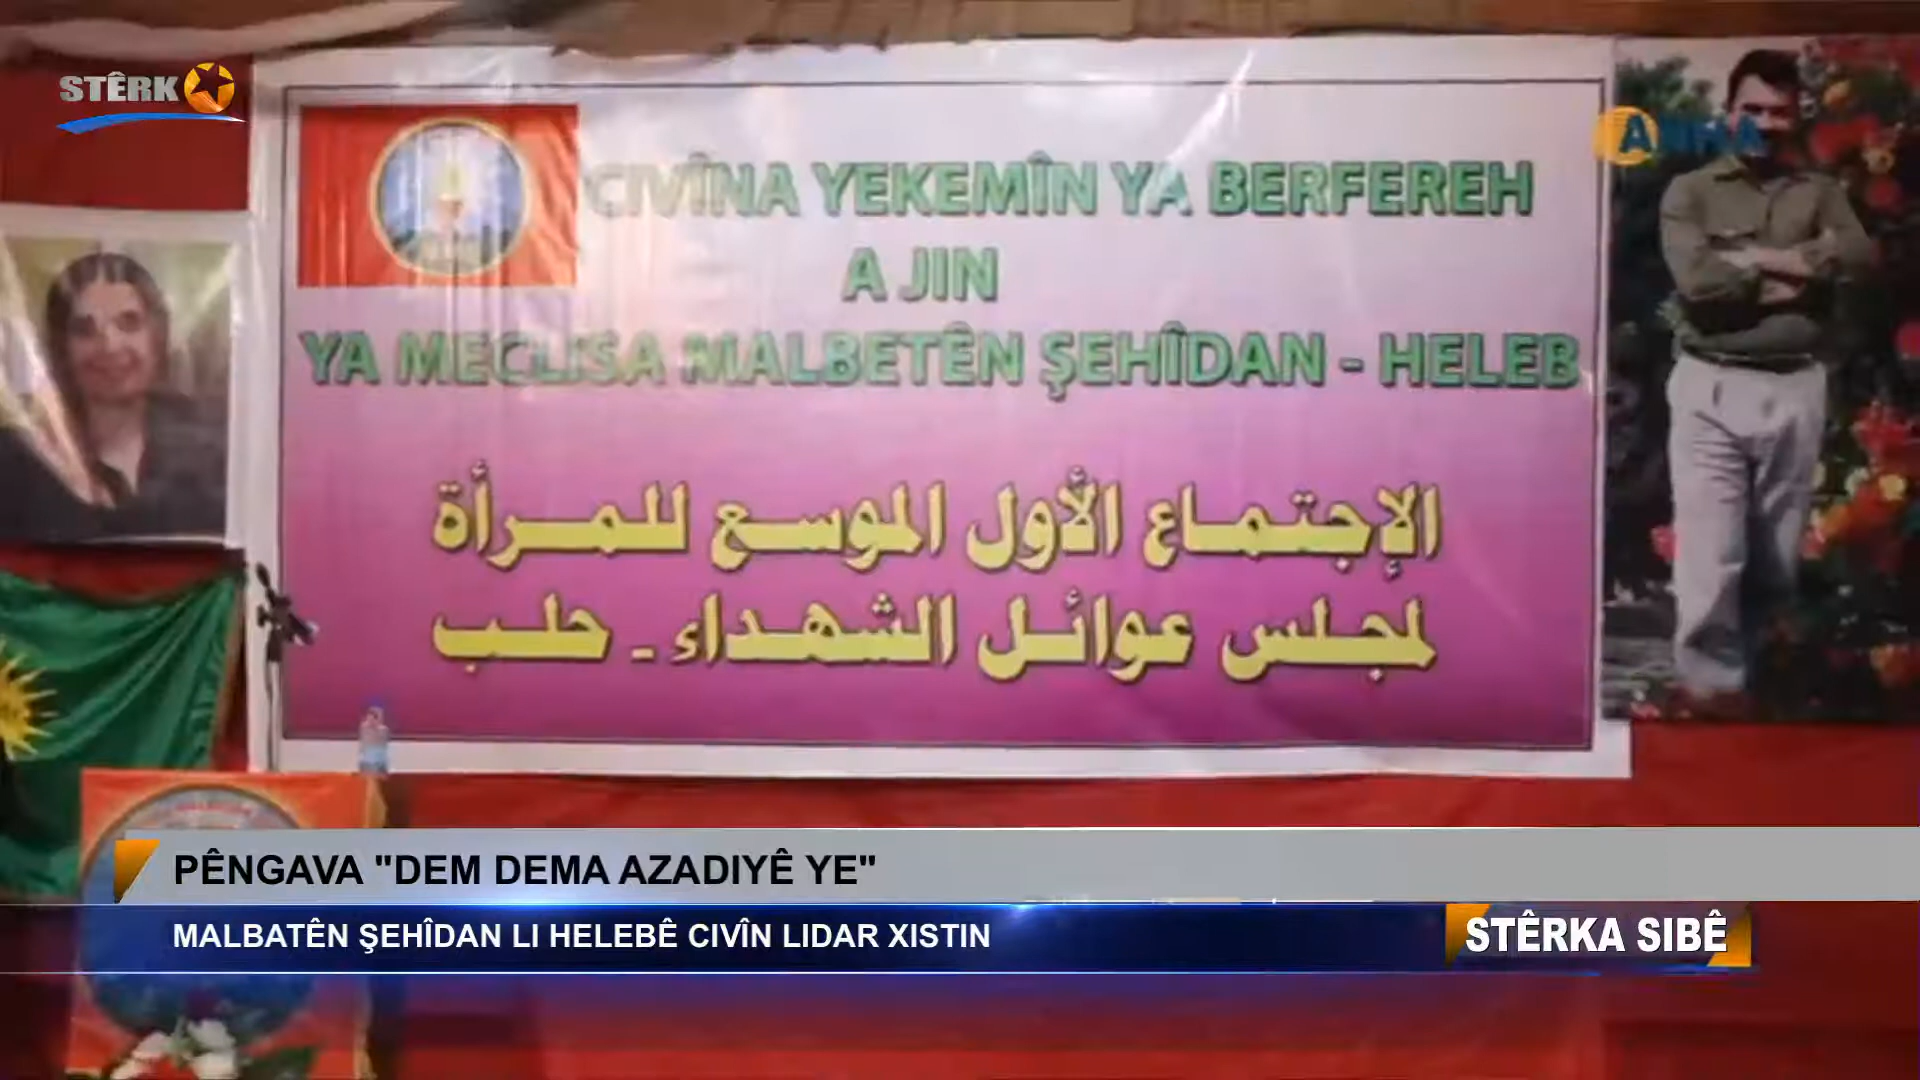 STÊRK
ANHA
CIVÎNA YEKEMÎN YA BERFEREH
A JIN
YA MECLISA MALBETÊN ŞEHÎDAN - HELEB
الإجتماع الأول الموسع للمرأة
لمجلس عوائل الشهداء - حلب
PÊNGAVA "DEM DEMA AZADIYÊ YE"
MALBATÊN ŞEHÎDAN LI HELEBÊ CIVÎN LIDAR XISTIN
STÊRKA SIBÊ